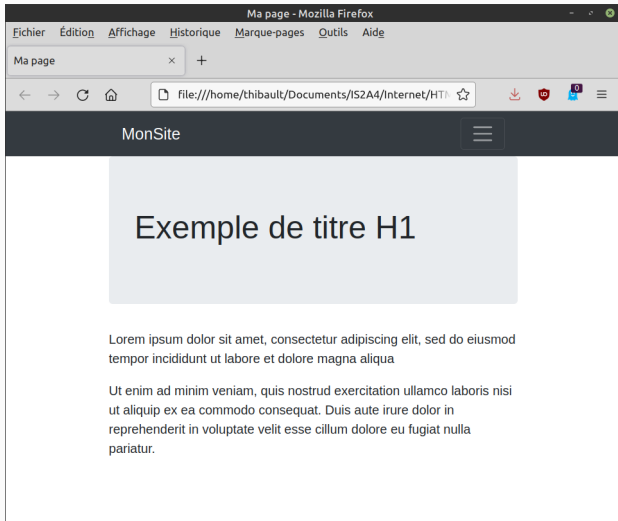 Ma page - Mozilla Firefox
Fichier Édition Affichage Historique Marque-pages Outils Aide
Ma page
file:///home/thibault/Documents/IS2A4/Internet/HT
0
MonSite
Exemple de titre H1
Lorem ipsum dolor sit amet, consectetur adipiscing elit, sed do eiusmod
tempor incididunt ut labore et dolore magna aliqua
Ut enim ad minim veniam, quis nostrud exercitation ullamco laboris nisi
ut aliquip ex ea commodo consequat. Duis aute irure dolor in
reprehenderit in voluptate velit esse cillum dolore eu fugiat nulla
pariatur.